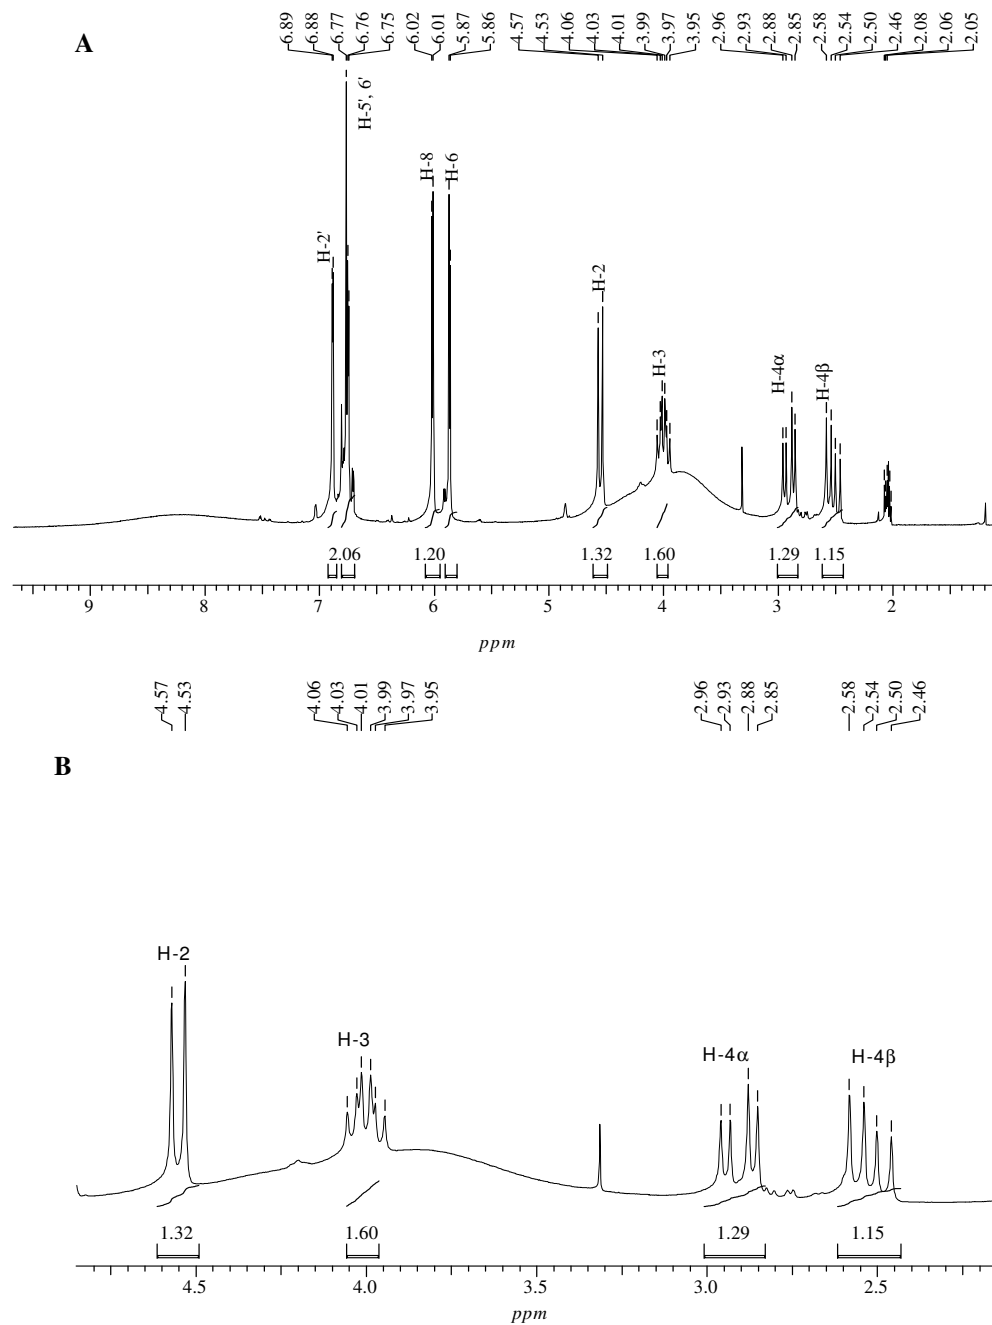 A
6.89 6.88 6.77 6.76 6.75 6.02 6.01 5.87 5.86 4.57 4.53 4.06 4.03 4.01 3.99 3.97 3.95 2.96 2.93 2.88 2.85 2.58 2.54 2.50 2.46 2.08 2.06 2.05
H-2' H-5', 6' H-8 H-6 H-2 H-3 H-4α H-4β
2.06 1.20 1.32 1.60 1.29 1.15
9 8 7 6 5 4 3 2
ppm
4.57 4.53 4.06 4.03 4.01 3.99 3.97 3.95 2.96 2.93 2.88 2.85 2.58 2.54 2.50 2.46
B
H-2 H-3 H-4α H-4β
1.32 1.60 1.29 1.15
4.5 4.0 3.5 3.0 2.5
ppm